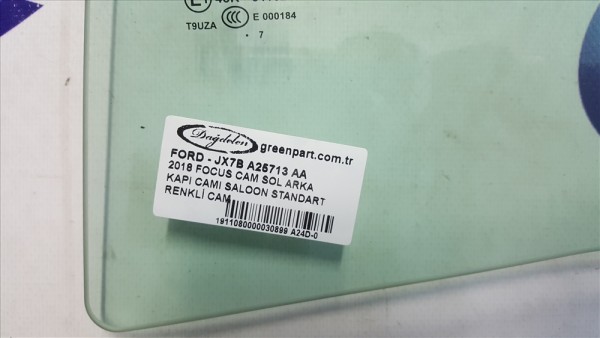 E 000184
T9UZA
CCC
7
Dağdelen
greenpart.com.tr
FORD - JX7B A25713 AA
2018 FOCUS CAM SOL ARKA
KAPI CAMI SALOON STANDART
RENKLİ CAM
1911080000030899 A24D-0